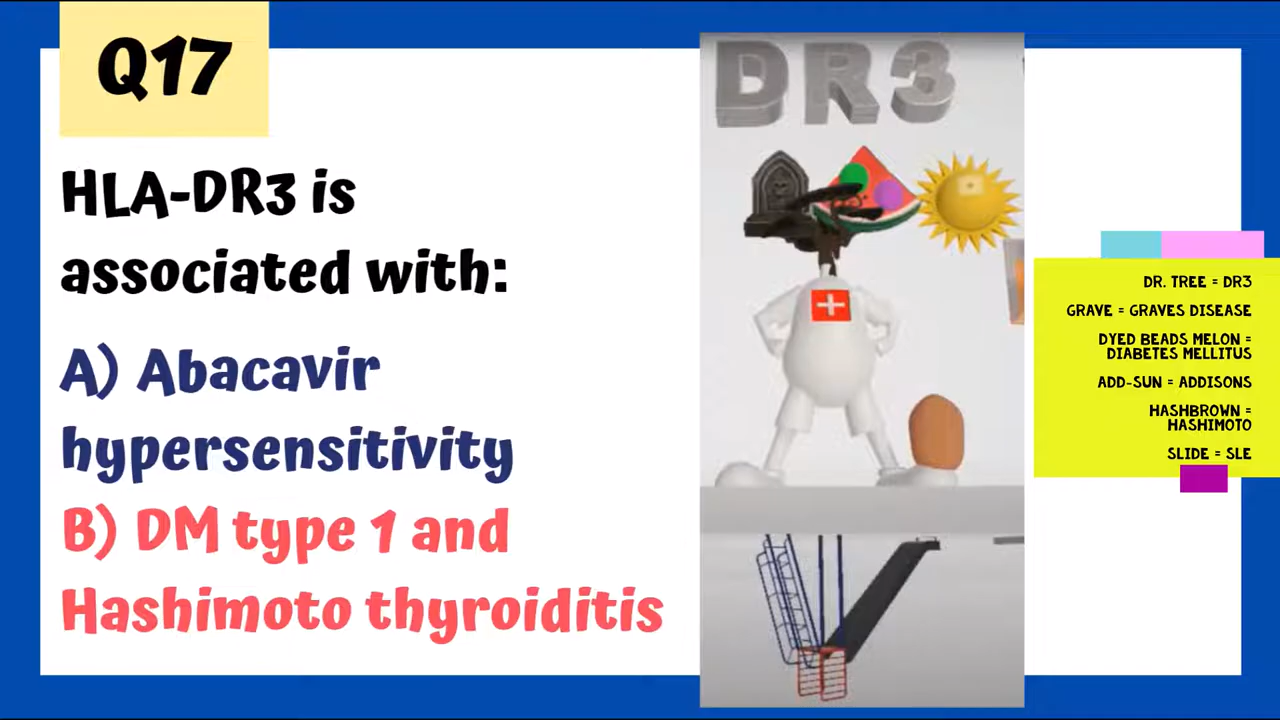 Q17
HLA-DR3 is
associated with:
A) Abacavir
hypersensitivity
B) DM type 1 and
Hashimoto thyroiditis
DR3
DR. TREE = DR3
GRAVE = GRAVES DISEASE
DYED BEADS MELON =
DIABETES MELLITUS
ADD-SUN = ADDISONS
HASHBROWN =
HASHIMOTO
SLIDE = SLE